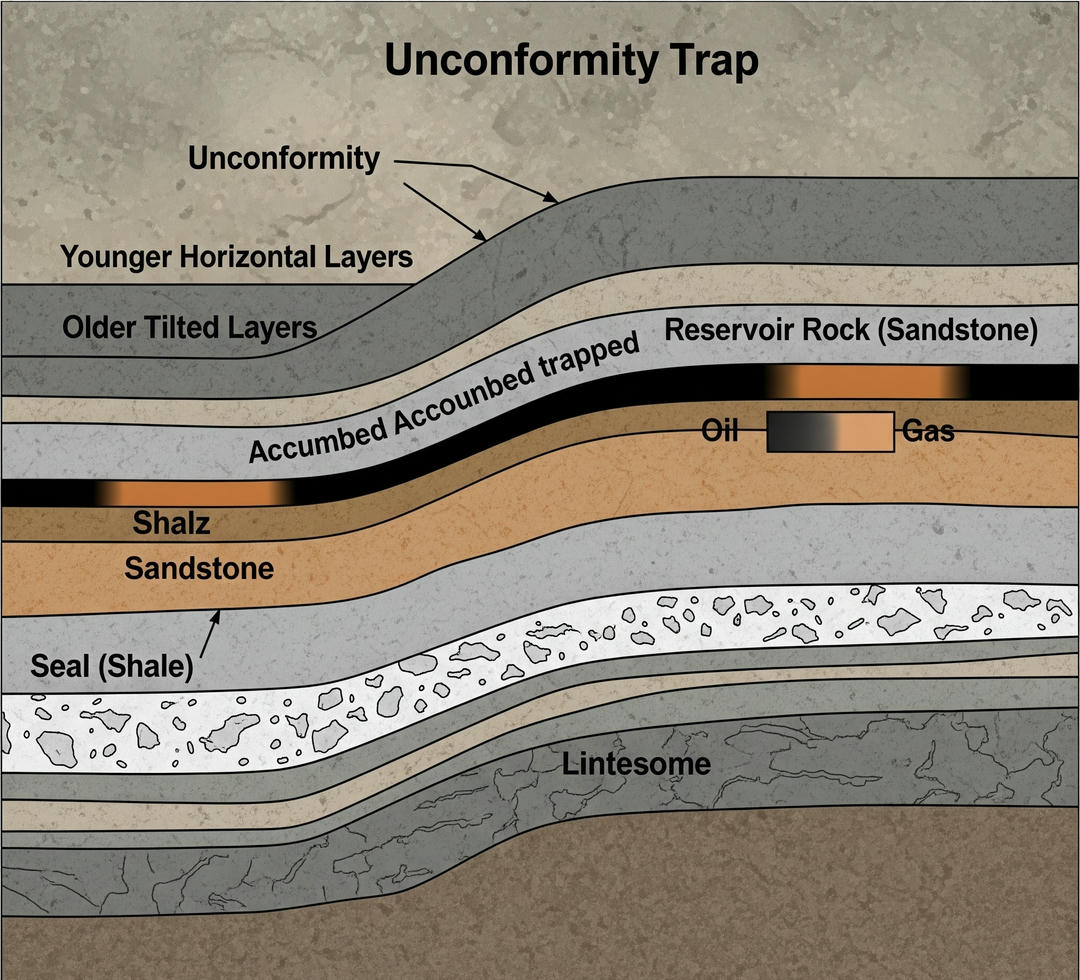 Unconformity Trap
Unconformity
Younger Horizontal Layers
Older Tilted Layers
Reservoir Rock (Sandstone)
Accumbed Accounbed trapped
Oil
Gas
Shalz
Sandstone
Seal (Shale)
Lintesome